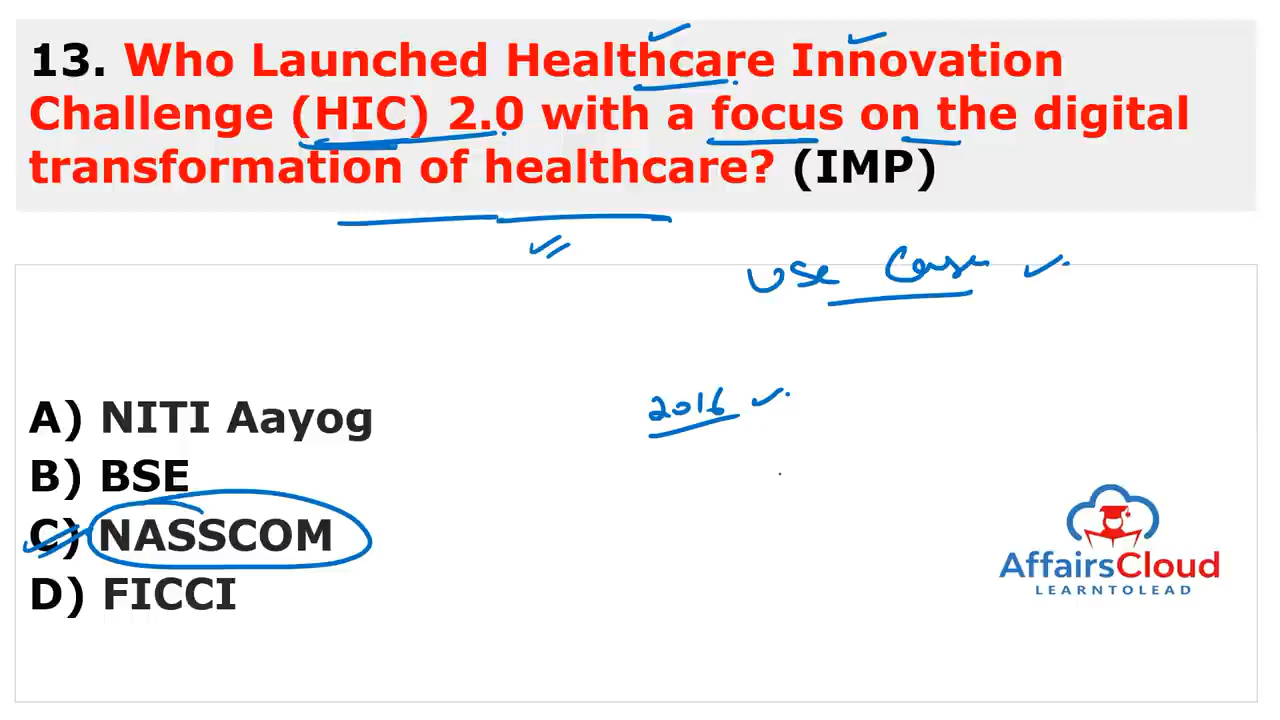 13. Who Launched Healthcare Innovation
Challenge (HIC) 2.0 with a focus on the digital
transformation of healthcare? (IMP)
use case
2016
A) NITI Aayog
B) BSE
C) NASSCOM
D) FICCI
AffairsCloud
LEARNTOLEAD